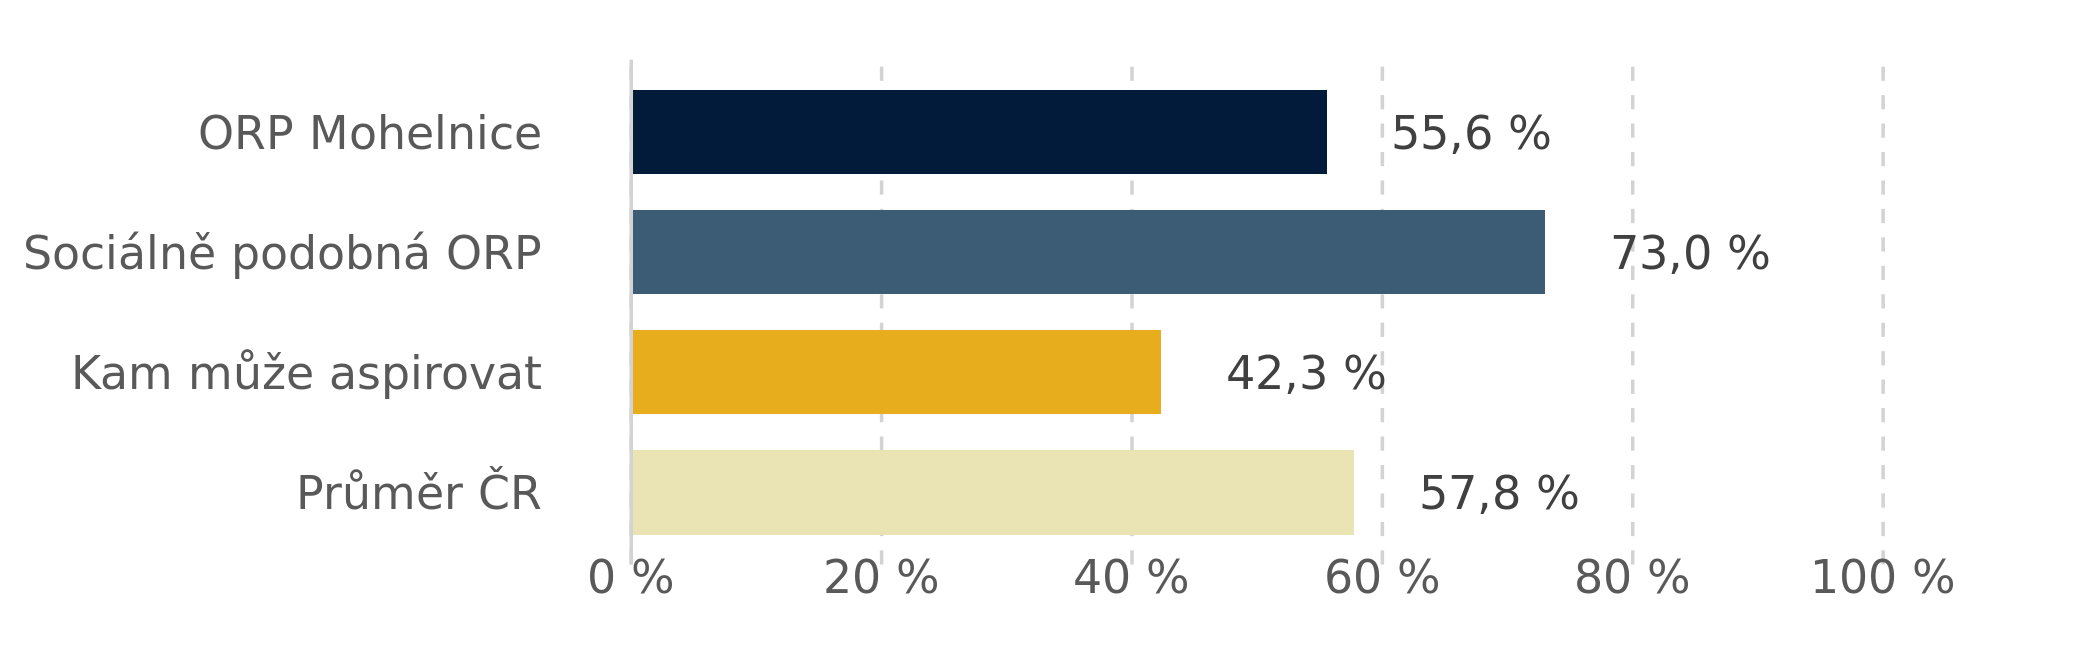 ORP Mohelnice 55,6 %
Sociálně podobná ORP 73,0 %
Kam může aspirovat 42,3 %
Průměr ČR 57,8 %
0 % 20 % 40 % 60 % 80 % 100 %